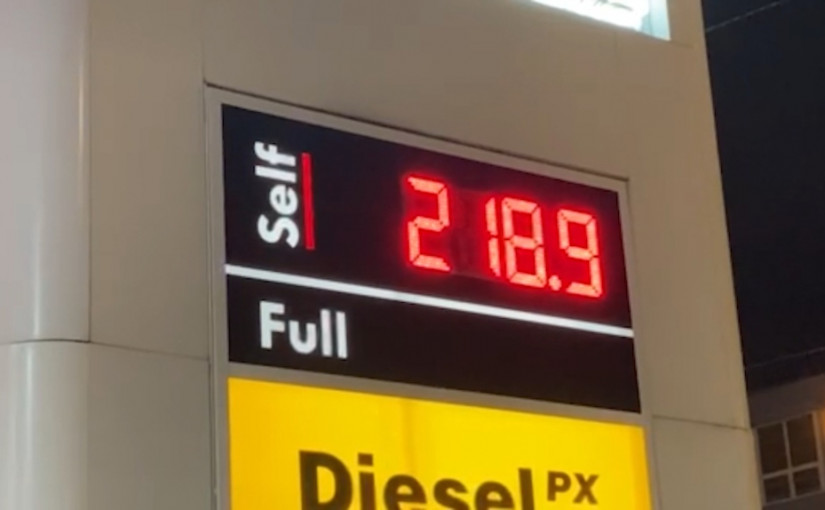 Self 218.9
Full
Diesel PX